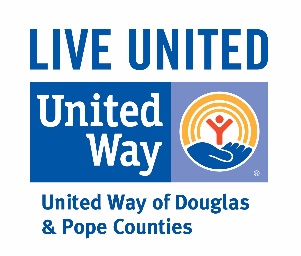 LIVE UNITED
United
Way
®
United Way of Douglas
& Pope Counties